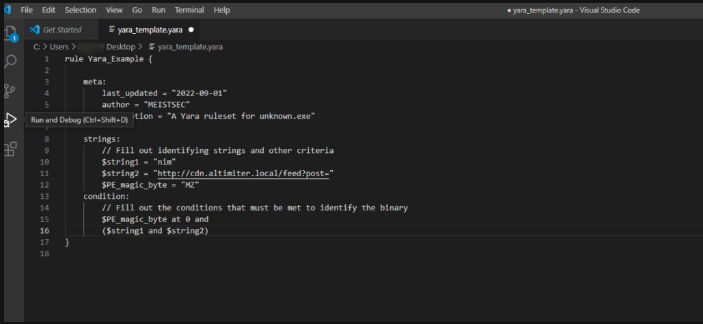 File Edit Selection View Go Run Terminal Help
● yara_template.yara - Visual Studio Code
Get Started
yara_template.yara ●
C: > Users > Desktop > yara_template.yara
1 rule Yara_Example {
2
3 meta:
4 last_updated = "2022-09-01"
5 author = "MEISTSEC"
tion = "A Yara ruleset for unknown.exe"
Run and Debug (Ctrl+Shift+D)
8 strings:
9 // Fill out identifying strings and other criteria
10 $string1 = "nim"
11 $string2 = "http://cdn.altimiter.local/feed?post="
12 $PE_magic_byte = "MZ"
13 condition:
14 // Fill out the conditions that must be met to identify the binary
15 $PE_magic_byte at 0 and
16 ($string1 and $string2)
17 }
18